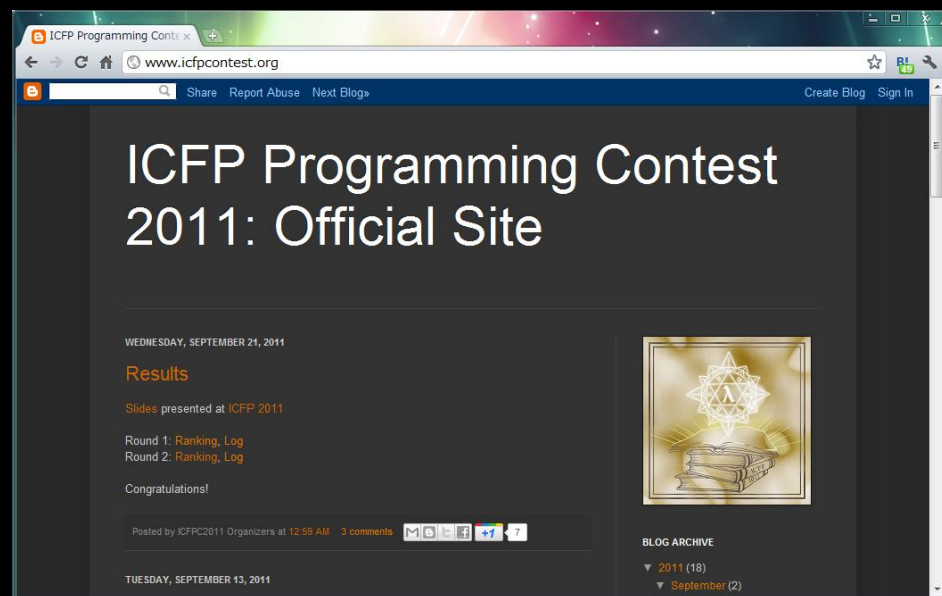 ICFP Programming Conte
www.icfpcontest.org
B!
49
Share Report Abuse Next Blog»
Create Blog Sign In
ICFP Programming Contest
2011: Official Site
WEDNESDAY, SEPTEMBER 21, 2011
Results
Slides presented at ICFP 2011
Round 1: Ranking, Log
Round 2: Ranking, Log
Congratulations!
Posted by ICFPC2011 Organizers at 12:59 AM 3 comments
+1 7
λ
BLOG ARCHIVE
▼ 2011 (18)
▼ September (2)
TUESDAY, SEPTEMBER 13, 2011